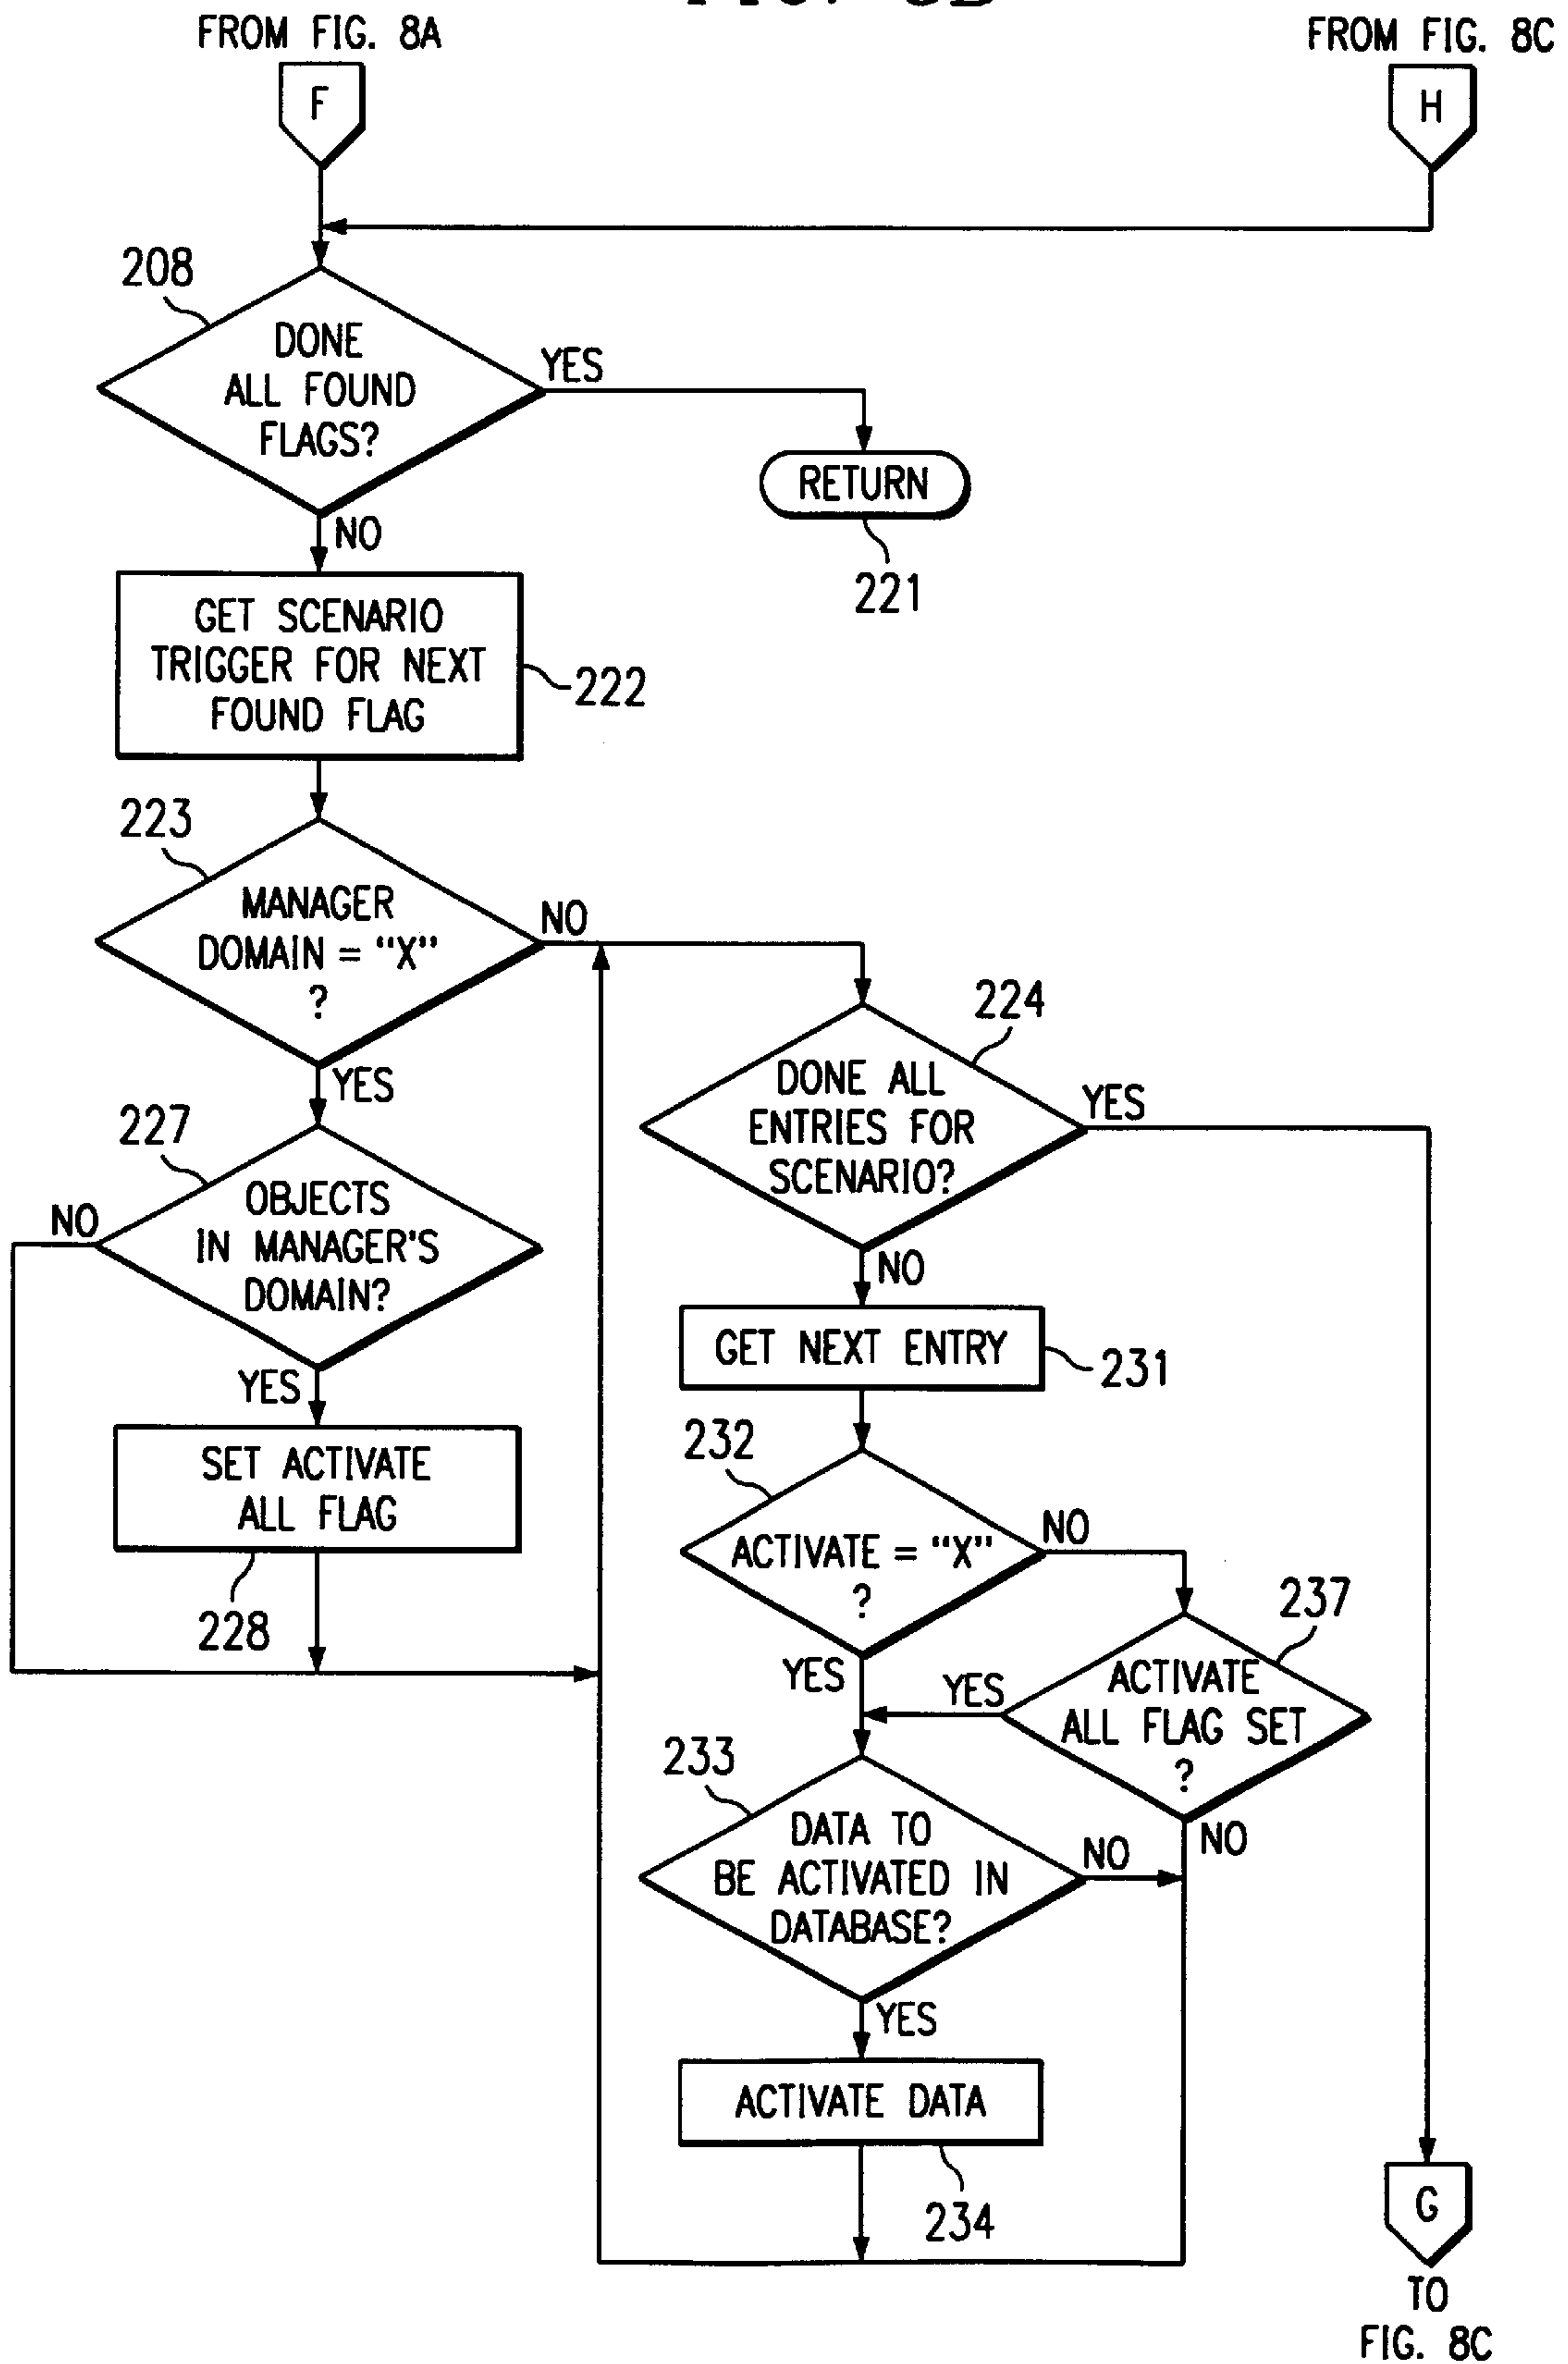 FROM FIG. 8A
FROM FIG. 8C
F
H
208
DONE
ALL FOUND
FLAGS?
YES
RETURN
221
NO
GET SCENARIO
TRIGGER FOR NEXT
FOUND FLAG
222
223
MANAGER
DOMAIN = “X”
?
NO
YES
224
DONE ALL
ENTRIES FOR
SCENARIO?
YES
NO
227
OBJECTS
IN MANAGER'S
DOMAIN?
NO
YES
SET ACTIVATE
ALL FLAG
228
GET NEXT ENTRY
231
232
ACTIVATE = “X”
?
NO
YES
237
ACTIVATE
ALL FLAG SET
?
YES
NO
233
DATA TO
BE ACTIVATED IN
DATABASE?
NO
YES
ACTIVATE DATA
234
G
TO
FIG. 8C